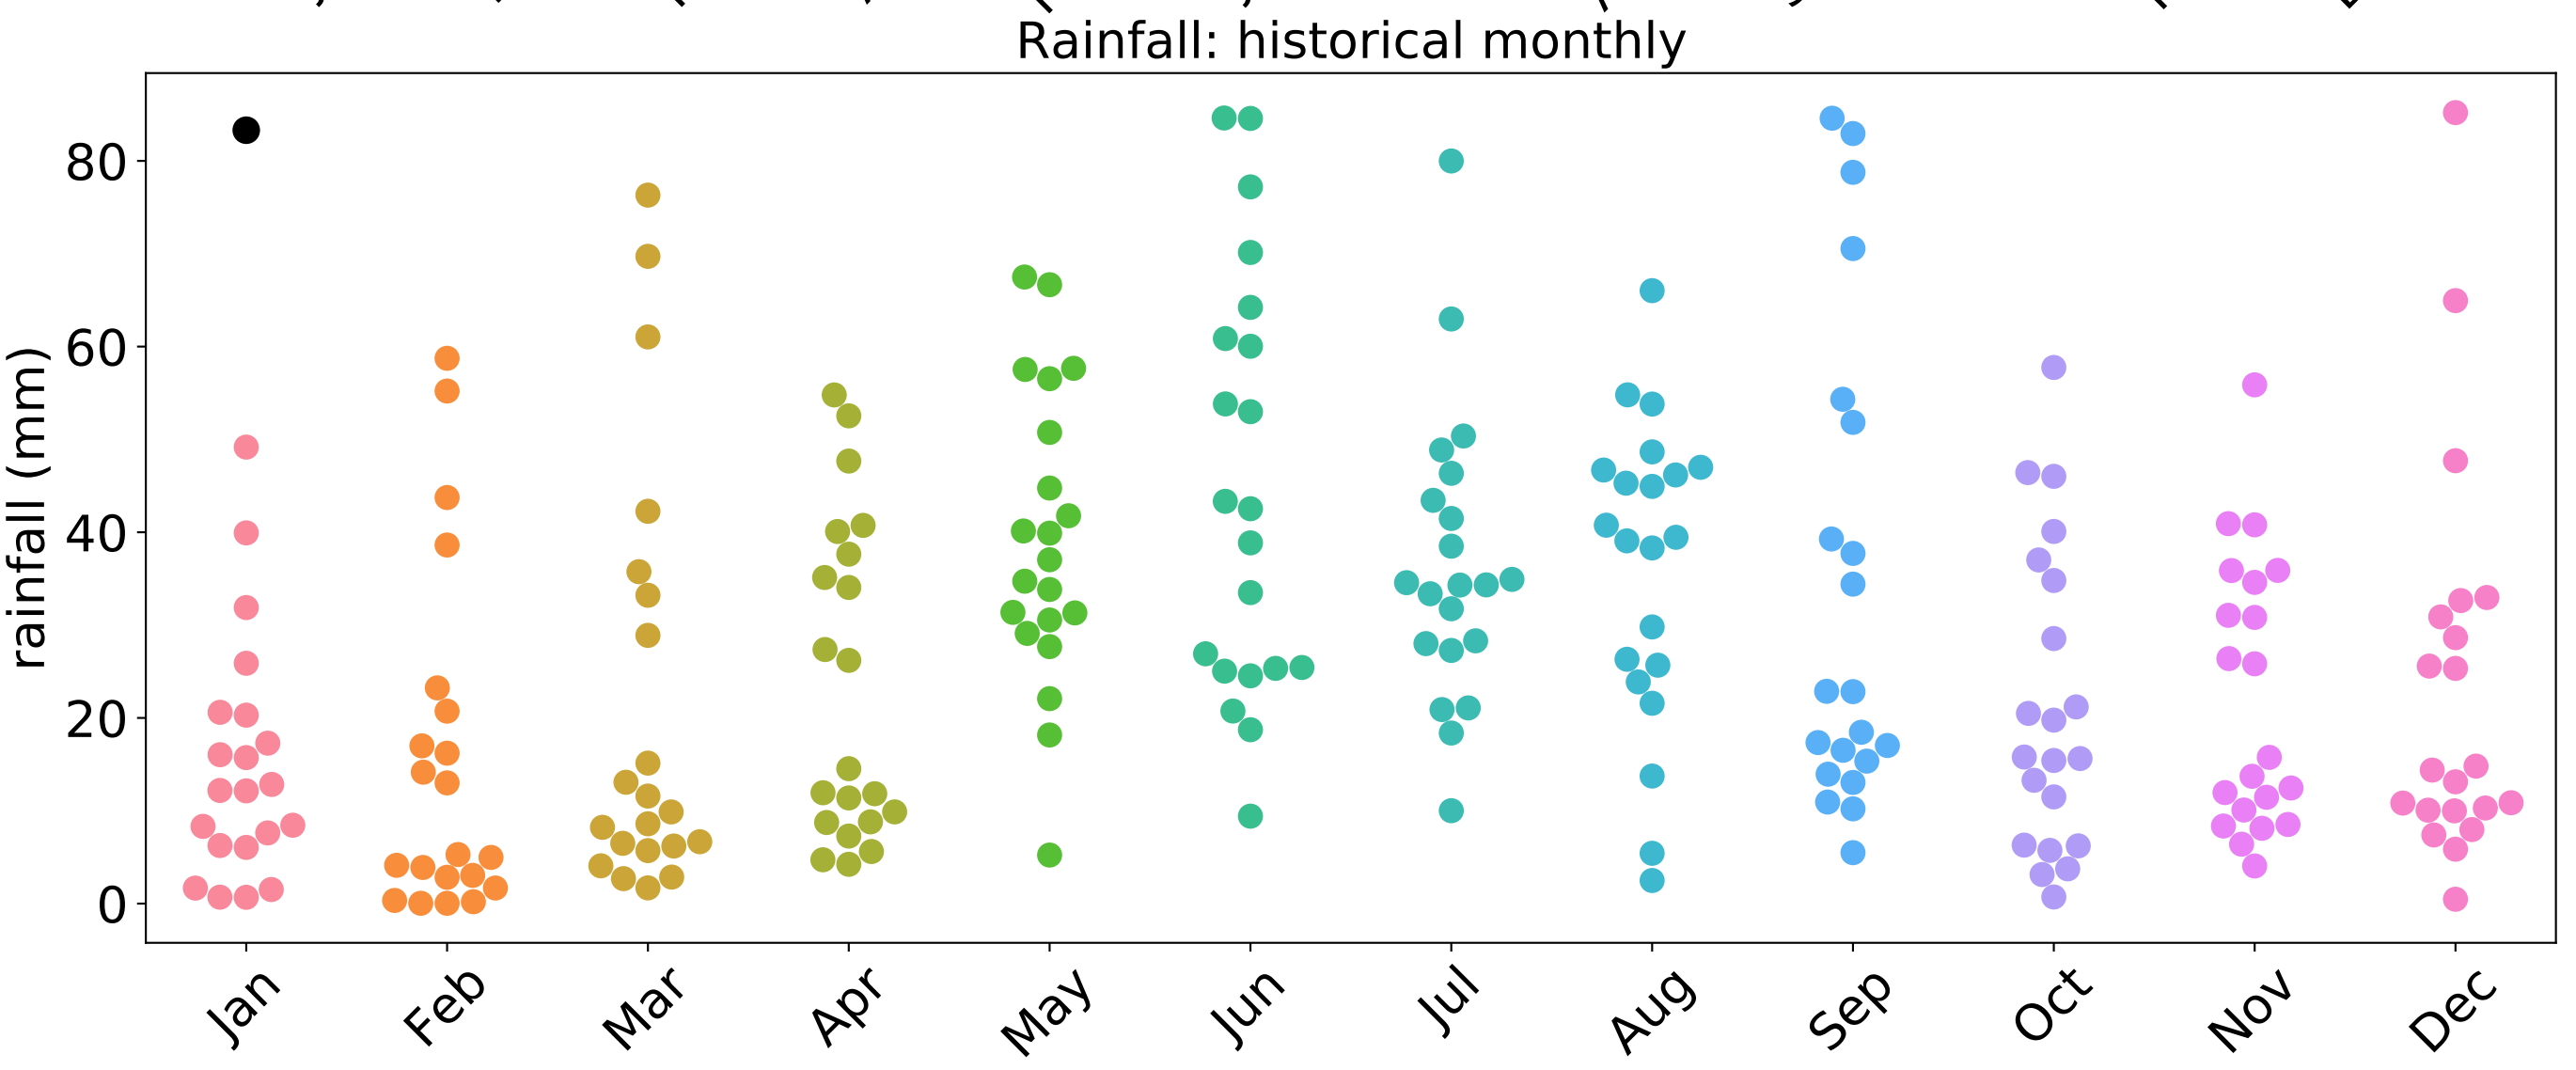 Rainfall: historical monthly
rainfall (mm)
80
60
40
20
0
Jan
Feb
Mar
Apr
May
Jun
Jul
Aug
Sep
Oct
Nov
Dec